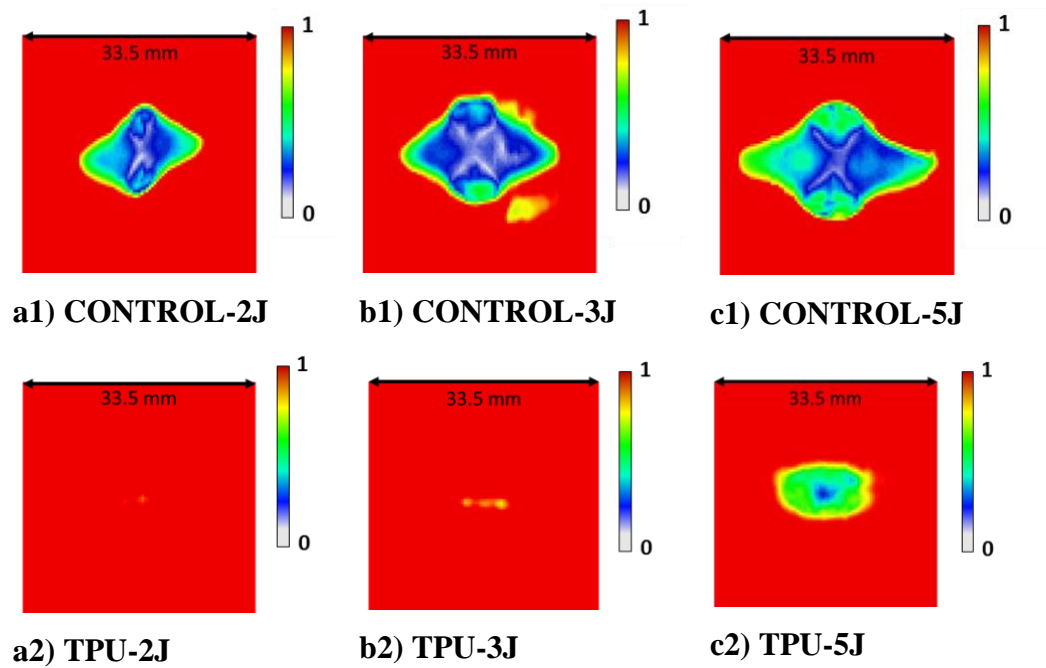 1
33.5 mm
0
1
33.5 mm
0
1
33.5 mm
0
a1) CONTROL-2J
b1) CONTROL-3J
c1) CONTROL-5J
1
33.5 mm
0
1
33.5 mm
0
1
33.5 mm
0
a2) TPU-2J
b2) TPU-3J
c2) TPU-5J